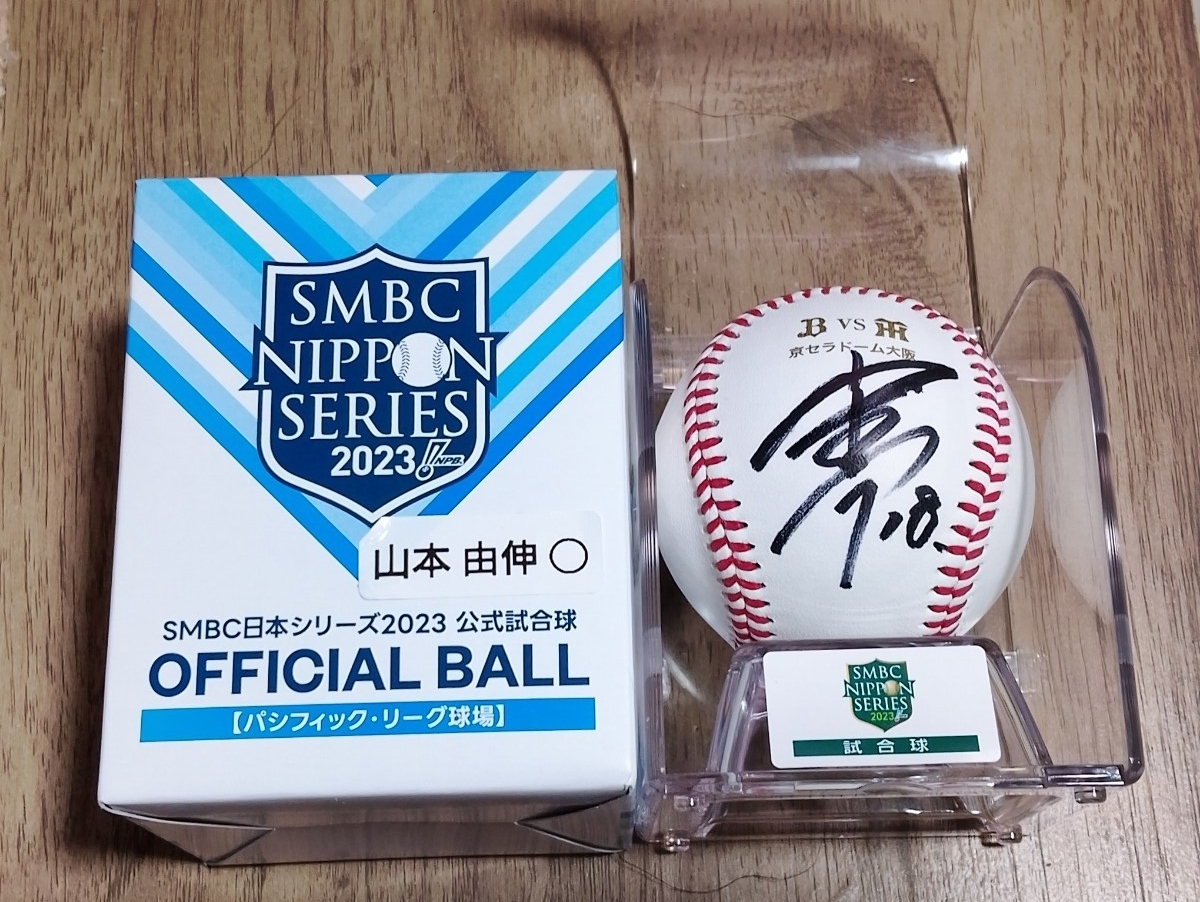 SMBC
NIPPON
SERIES
2023 NPB
山本 由伸 〇
SMBC日本シリーズ2023 公式試合球
OFFICIAL BALL
【パシフィック・リーグ球場】
B VS
京セラドーム大阪
18
SMBC
NIPPON
SERIES
2023
試合球